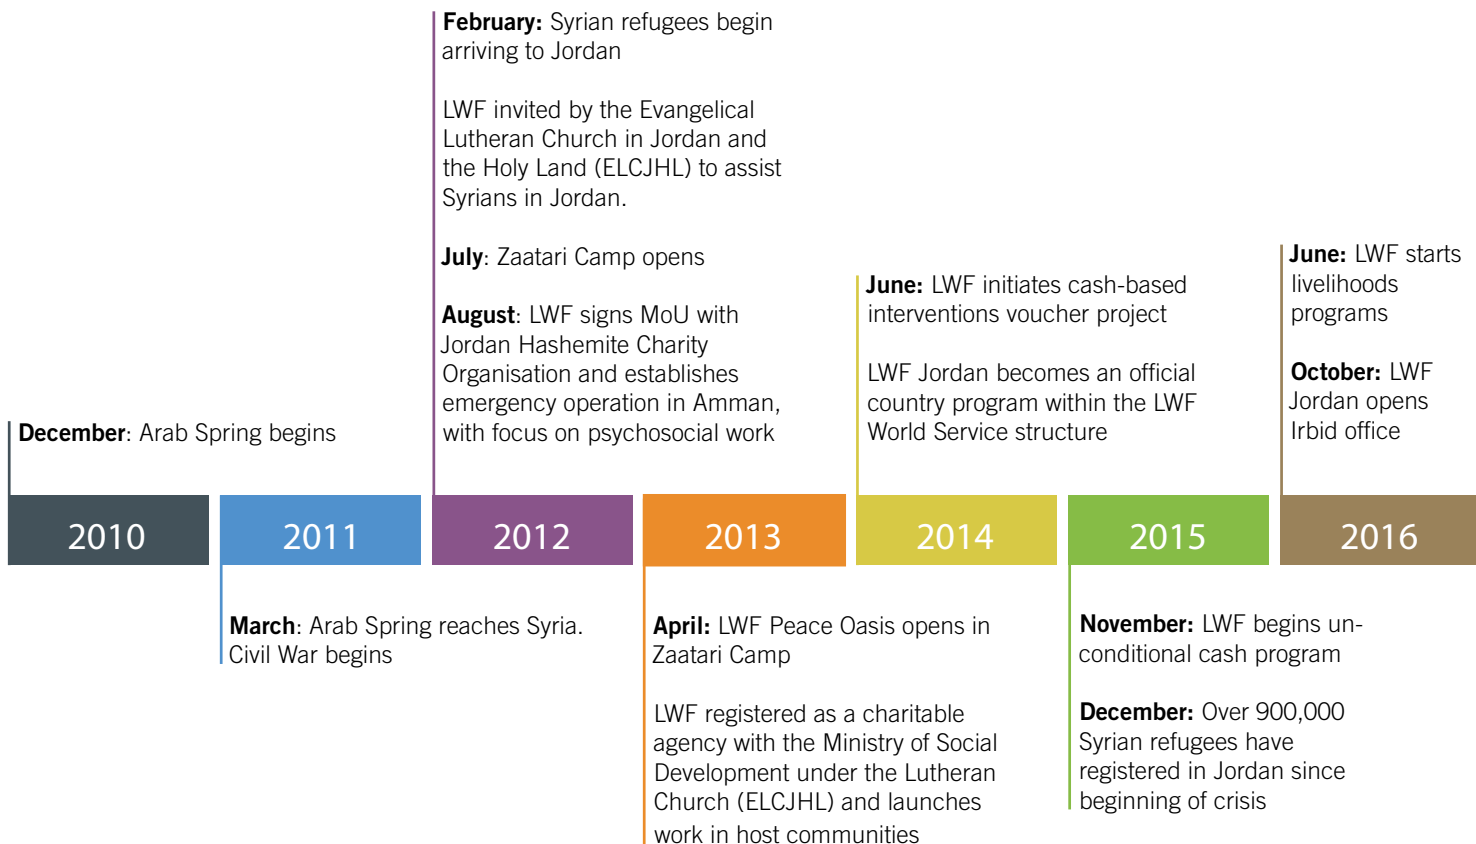 February: Syrian refugees begin
arriving to Jordan
LWF invited by the Evangelical
Lutheran Church in Jordan and
the Holy Land (ELCJHL) to assist
Syrians in Jordan.
July: Zaatari Camp opens
August: LWF signs MoU with
Jordan Hashemite Charity
Organisation and establishes
emergency operation in Amman,
with focus on psychosocial work
June: LWF initiates cash-based
interventions voucher project
LWF Jordan becomes an official
country program within the LWF
World Service structure
June: LWF starts
livelihoods
programs
October: LWF
Jordan opens
Irbid office
December: Arab Spring begins
2010
2011
2012
2013
2014
2015
2016
March: Arab Spring reaches Syria.
Civil War begins
April: LWF Peace Oasis opens in
Zaatari Camp
LWF registered as a charitable
agency with the Ministry of Social
Development under the Lutheran
Church (ELCJHL) and launches
work in host communities
November: LWF begins un-
conditional cash program
December: Over 900,000
Syrian refugees have
registered in Jordan since
beginning of crisis